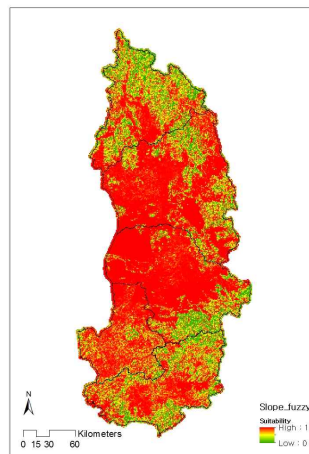 N
Kilometers
0 15 30 60
Slope_fuzzy
Suitability
High : 1
Low : 0